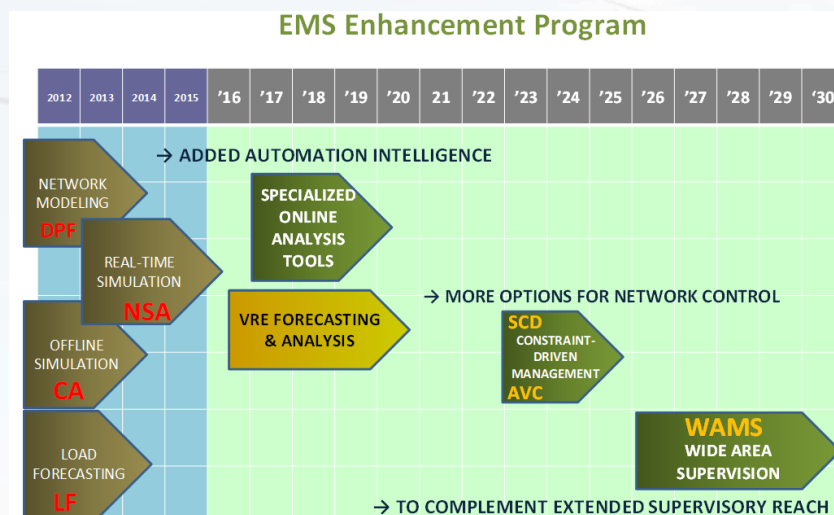 EMS Enhancement Program
2012 2013 2014 2015 '16 '17 '18 '19 '20 21 '22 '23 '24 '25 '26 '27 '28 '29 '30
→ ADDED AUTOMATION INTELLIGENCE
NETWORK
MODELING
DPF
SPECIALIZED
ONLINE
ANALYSIS
TOOLS
REAL-TIME
SIMULATION
NSA
→ MORE OPTIONS FOR NETWORK CONTROL
VRE FORECASTING
& ANALYSIS
OFFLINE
SIMULATION
CA
SCD
CONSTRAINT-
DRIVEN
MANAGEMENT
AVC
WAMS
WIDE AREA
SUPERVISION
LOAD
FORECASTING
LF
→ TO COMPLEMENT EXTENDED SUPERVISORY REACH